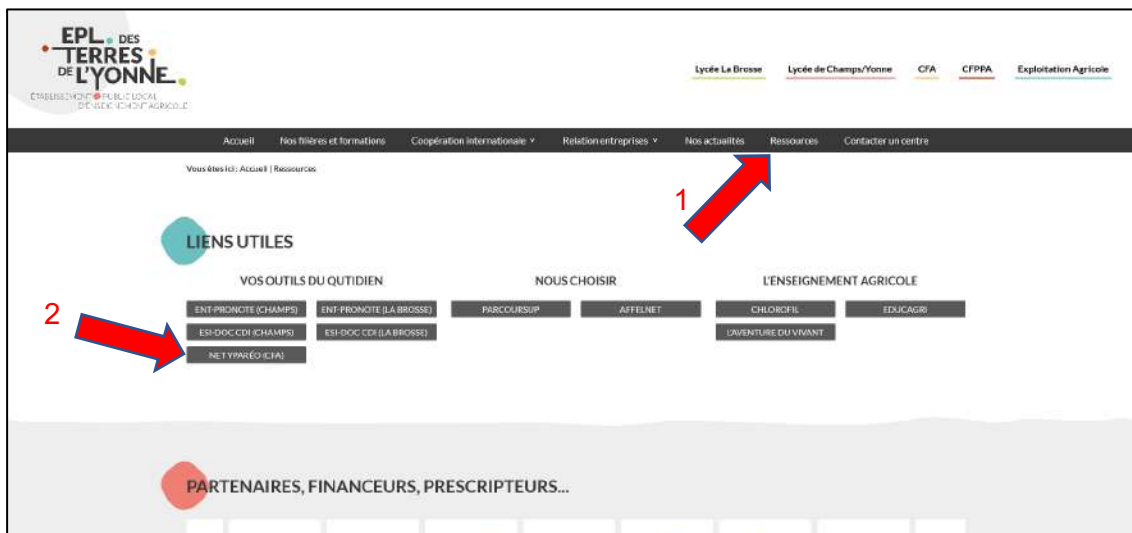 EPL DES
TERRES
DE L'YONNE
ÉTABLISSEMENT PUBLIC LOCAL
D'ENSEIGNEMENT AGRICOLE
Lycée La Brosse Lycée de Champs/Yonne CFA CFPPA Exploitation Agricole
Accueil Nos filières et formations Coopération internationale Relation entreprises Nos actualités Ressources Contacter un centre
Vous êtes ici : Accueil | Ressources
1
LIENS UTILES
VOS OUTILS DU QUTIDIEN NOUS CHOISIR L'ENSEIGNEMENT AGRICOLE
2
ENT-PRONOTE (CHAMPS) ENT-PRONOTE (LA BROSSE) PARCOURSUP AFFELNET CHLOROFIL EDUCAGRI
ESI-DOC CDI (CHAMPS) ESI-DOC CDI (LA BROSSE) L'AVENTURE DU VIVANT
NET YPARÉO (CFA)
PARTENAIRES, FINANCEURS, PRESCRIPTEURS...